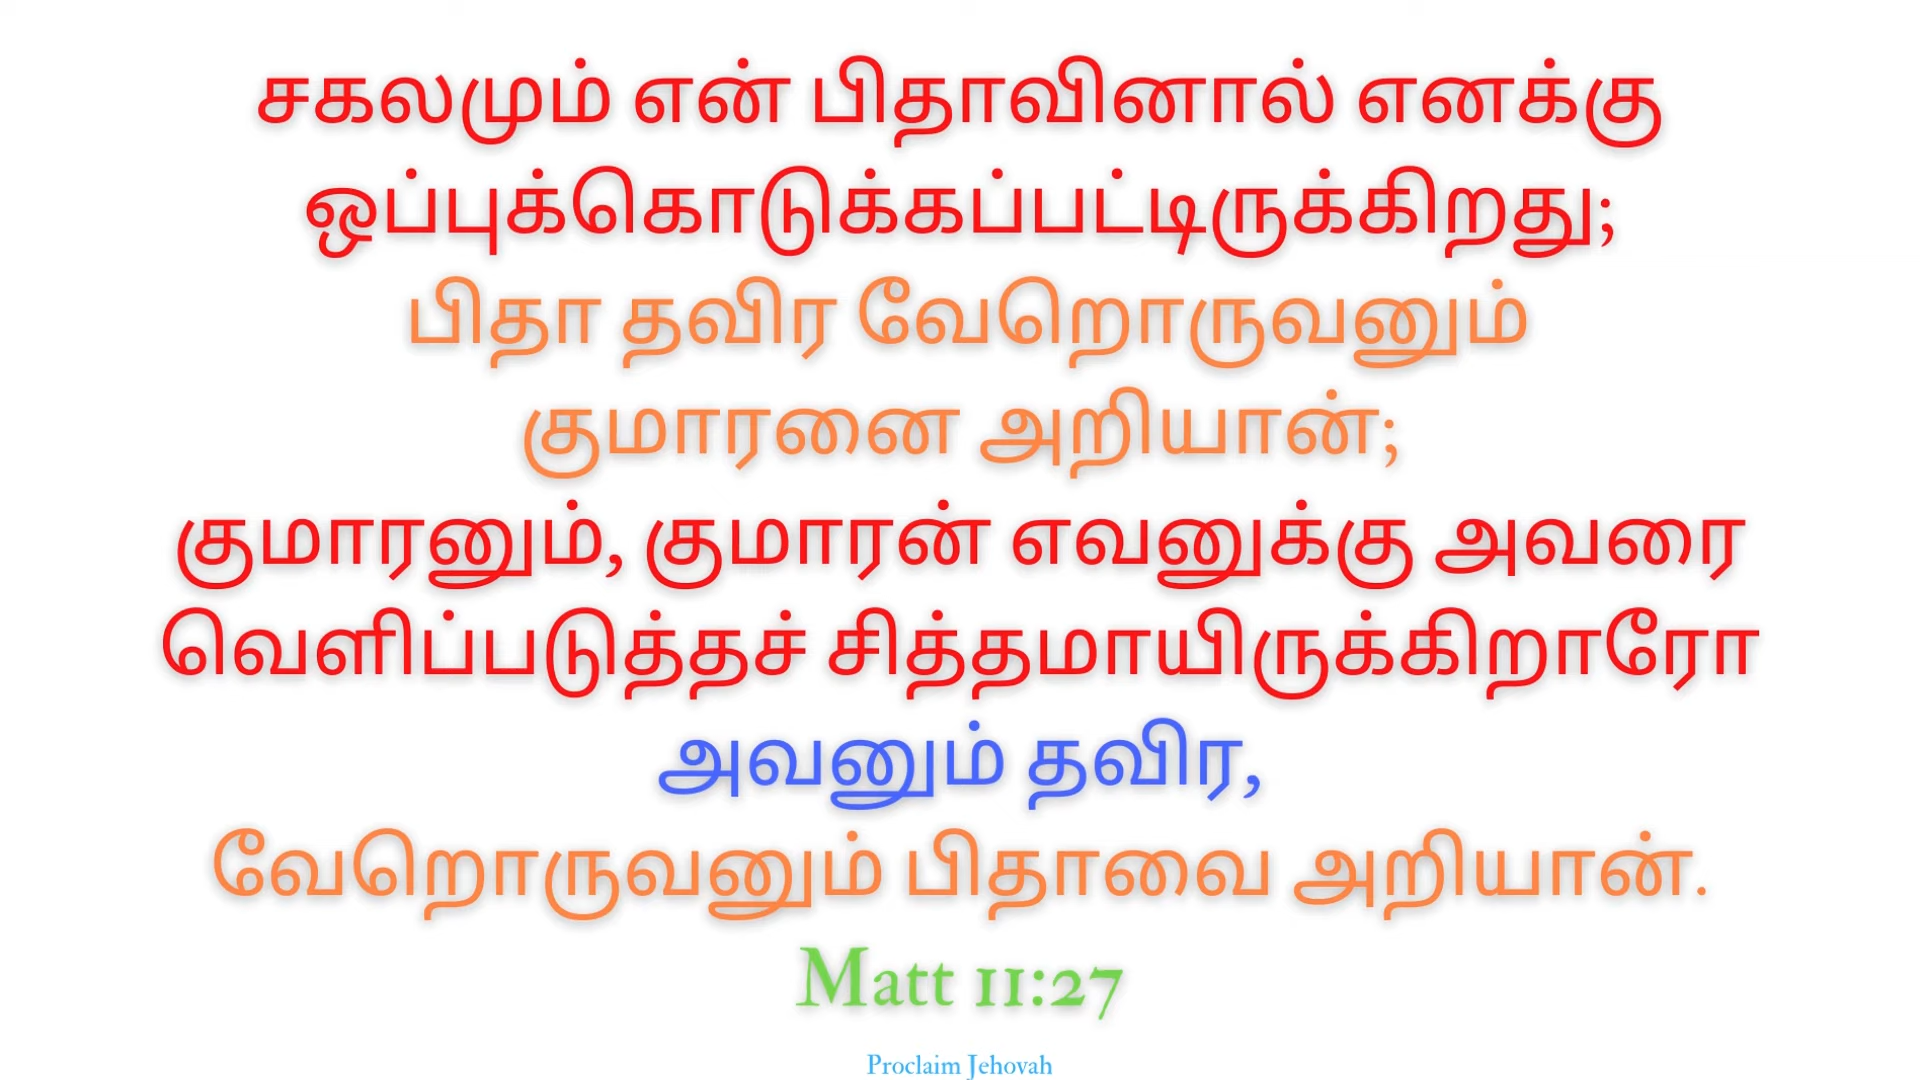 சகலமும் என் பிதாவினால் எனக்கு
ஒப்புக்கொடுக்கப்பட்டிருக்கிறது;
பிதா தவிர வேறொருவனும்
குமாரனை அறியான்;
குமாரனும், குமாரன் எவனுக்கு அவரை
வெளிப்படுத்தச் சித்தமாயிருக்கிறாரோ
அவனும் தவிர,
வேறொருவனும் பிதாவை அறியான்.
Matt 11:27
Proclaim Jehovah